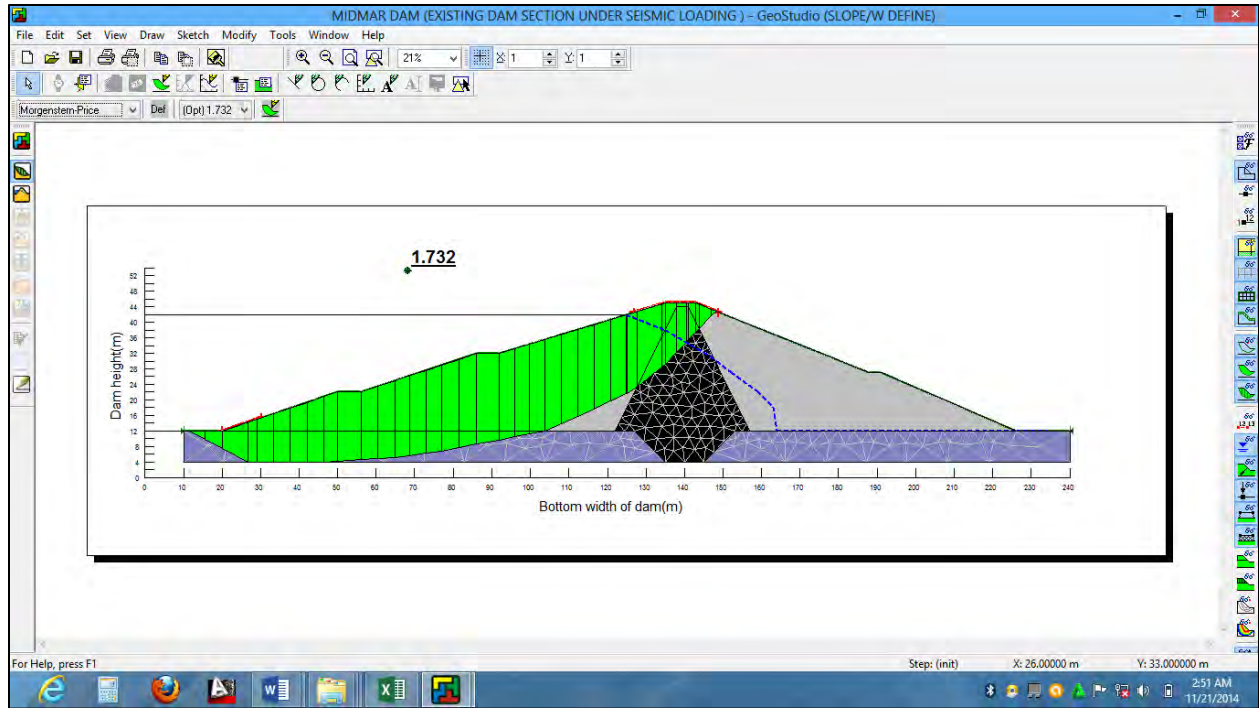 MIDMAR DAM (EXISTING DAM SECTION UNDER SEISMIC LOADING ) - GeoStudio (SLOPE/W DEFINE)
File Edit Set View Draw Sketch Modify Tools Window Help
21% X: 1 Y: 1
Morgenstern-Price Def (Opt) 1.732
1.732
52
48
44
40
36
32
28
24
20
16
12
8
4
0
Dam height(m)
0 10 20 30 40 50 60 70 80 90 100 110 120 130 140 150 160 170 180 190 200 210 220 230 240
Bottom width of dam(m)
For Help, press F1 Step: (init) X: 26.00000 m Y: 33.000000 m
2:51 AM
11/21/2014